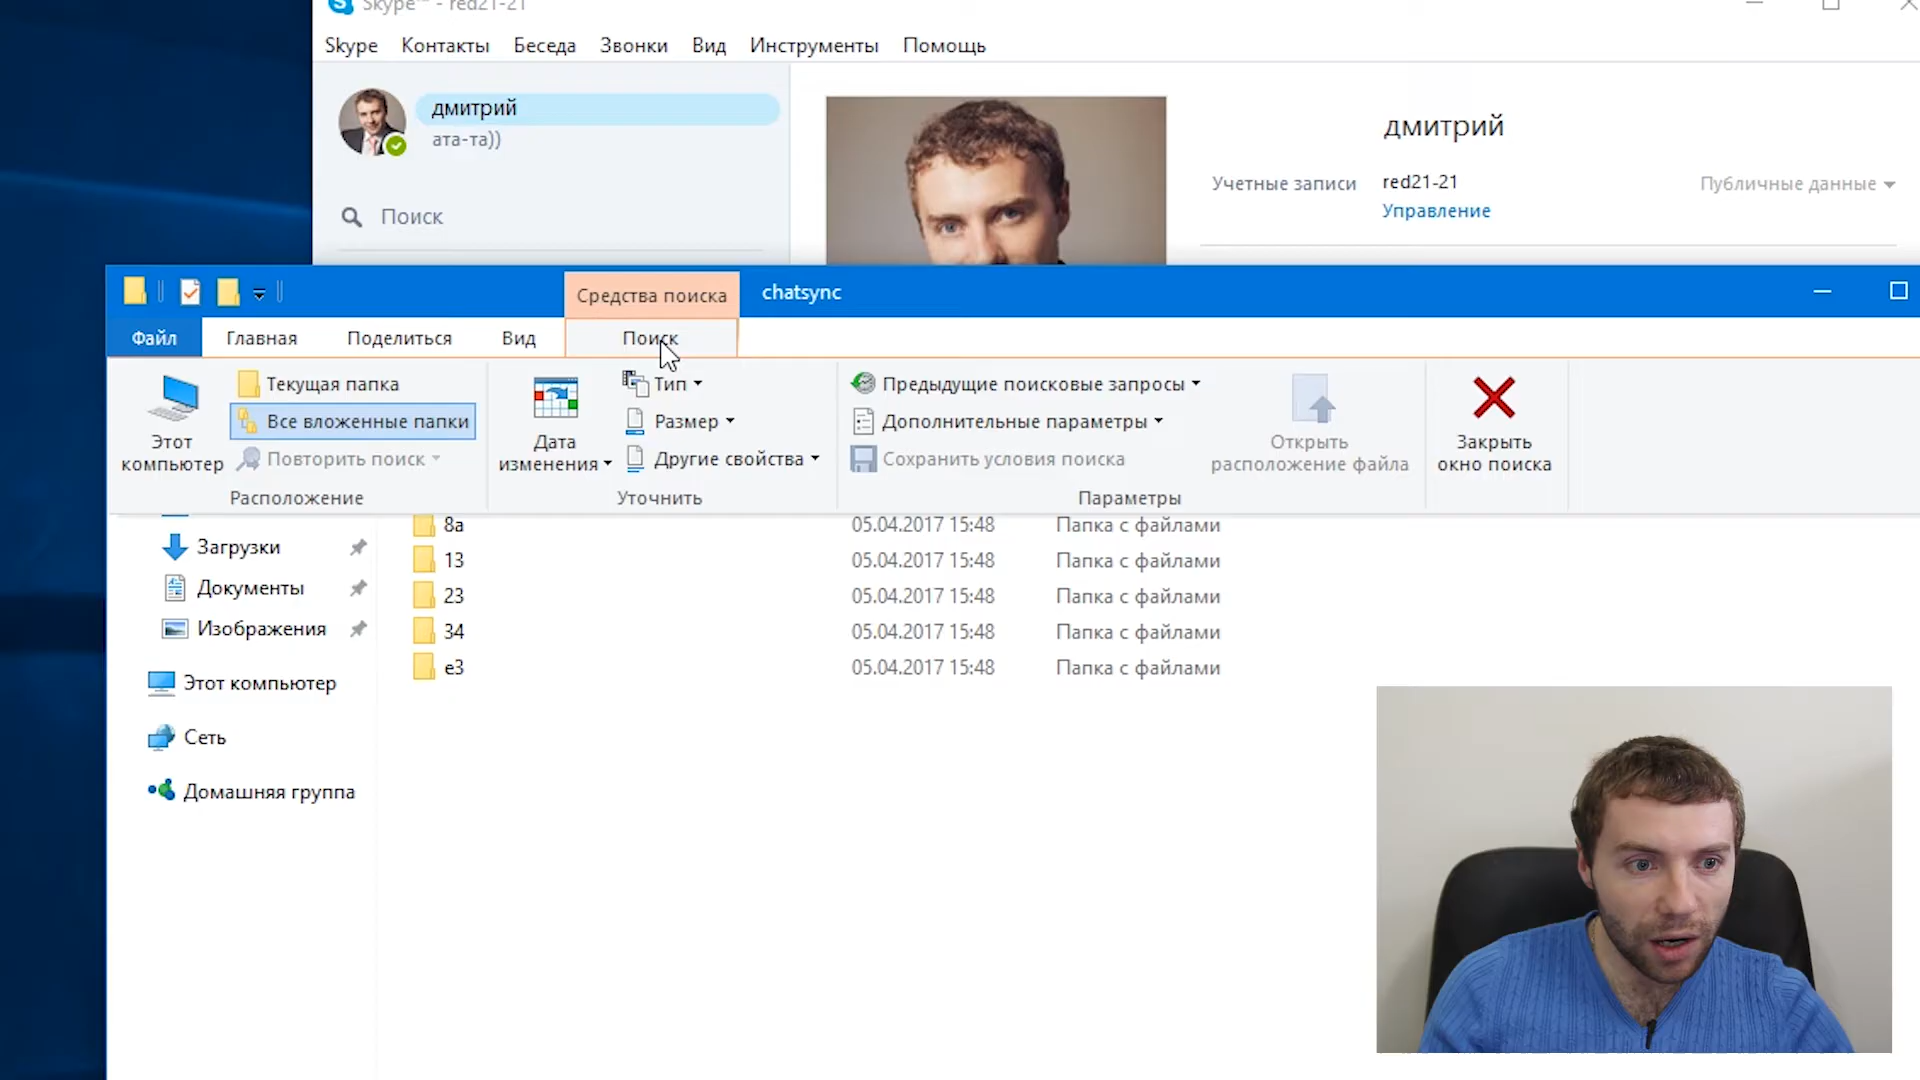 Skype™ - red21-21
Skype Контакты Беседа Звонки Вид Инструменты Помощь
дмитрий
ата-та))
Поиск
дмитрий
Учетные записи red21-21 Публичные данные
Управление
Средства поиска chatsync
Файл Главная Поделиться Вид Поиск
Этот компьютер
Текущая папка
Все вложенные папки
Повторить поиск
Расположение
Дата изменения
Тип
Размер
Другие свойства
Уточнить
Предыдущие поисковые запросы
Дополнительные параметры
Сохранить условия поиска
Открыть расположение файла
Параметры
Закрыть окно поиска
Загрузки
Документы
Изображения
Этот компьютер
Сеть
Домашняя группа
8a 05.04.2017 15:48 Папка с файлами
13 05.04.2017 15:48 Папка с файлами
23 05.04.2017 15:48 Папка с файлами
34 05.04.2017 15:48 Папка с файлами
e3 05.04.2017 15:48 Папка с файлами